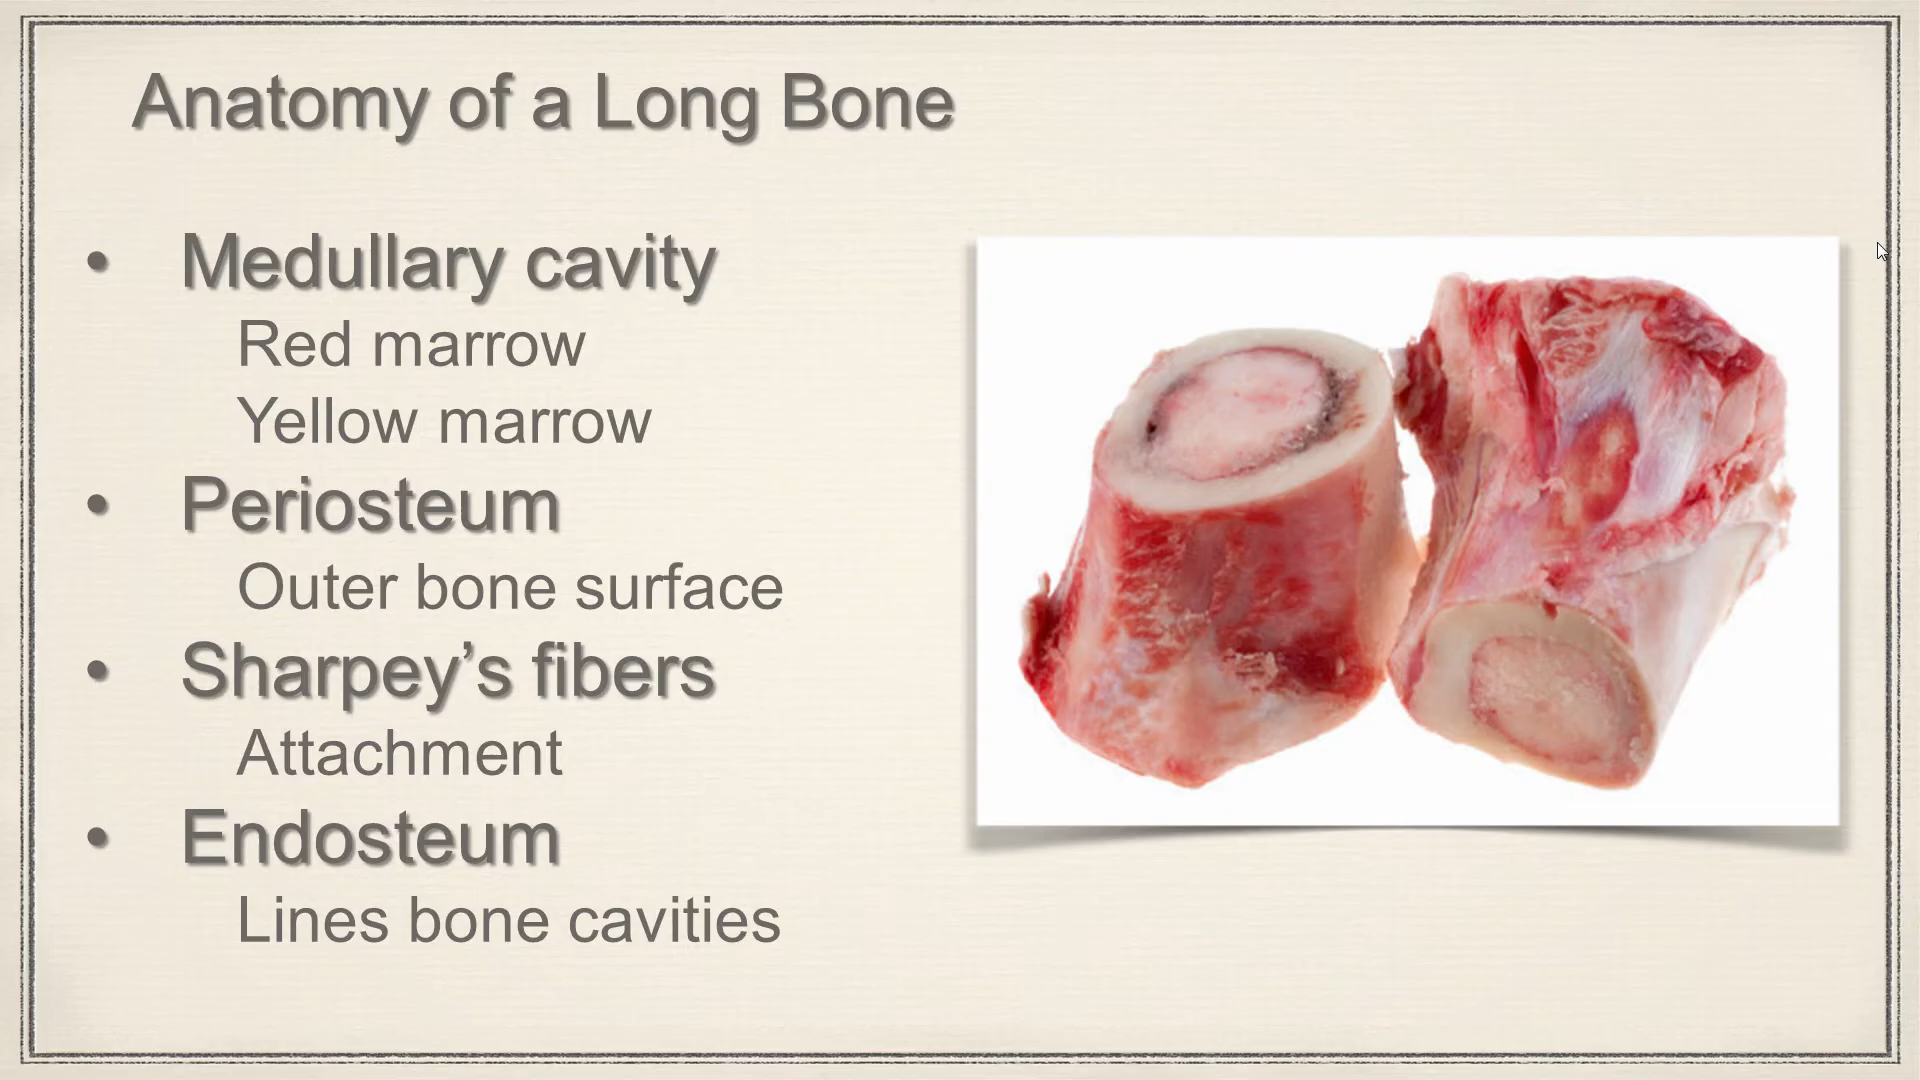 Anatomy of a Long Bone
• Medullary cavity
Red marrow
Yellow marrow
• Periosteum
Outer bone surface
• Sharpey’s fibers
Attachment
• Endosteum
Lines bone cavities